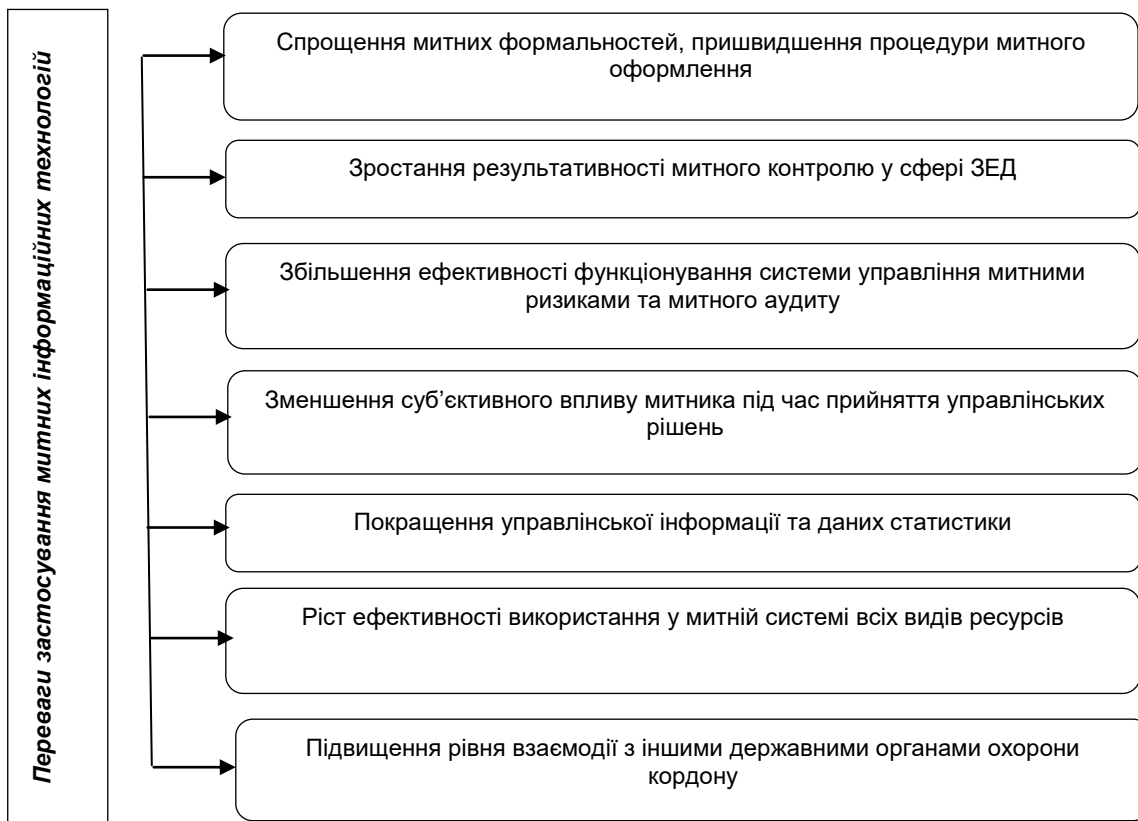 Переваги застосування митних інформаційних технологій
Спрощення митних формальностей, пришвидшення процедури митного
оформлення
Зростання результативності митного контролю у сфері ЗЕД
Збільшення ефективності функціонування системи управління митними
ризиками та митного аудиту
Зменшення суб’єктивного впливу митника під час прийняття управлінських
рішень
Покращення управлінської інформації та даних статистики
Ріст ефективності використання у митній системі всіх видів ресурсів
Підвищення рівня взаємодії з іншими державними органами охорони
кордону